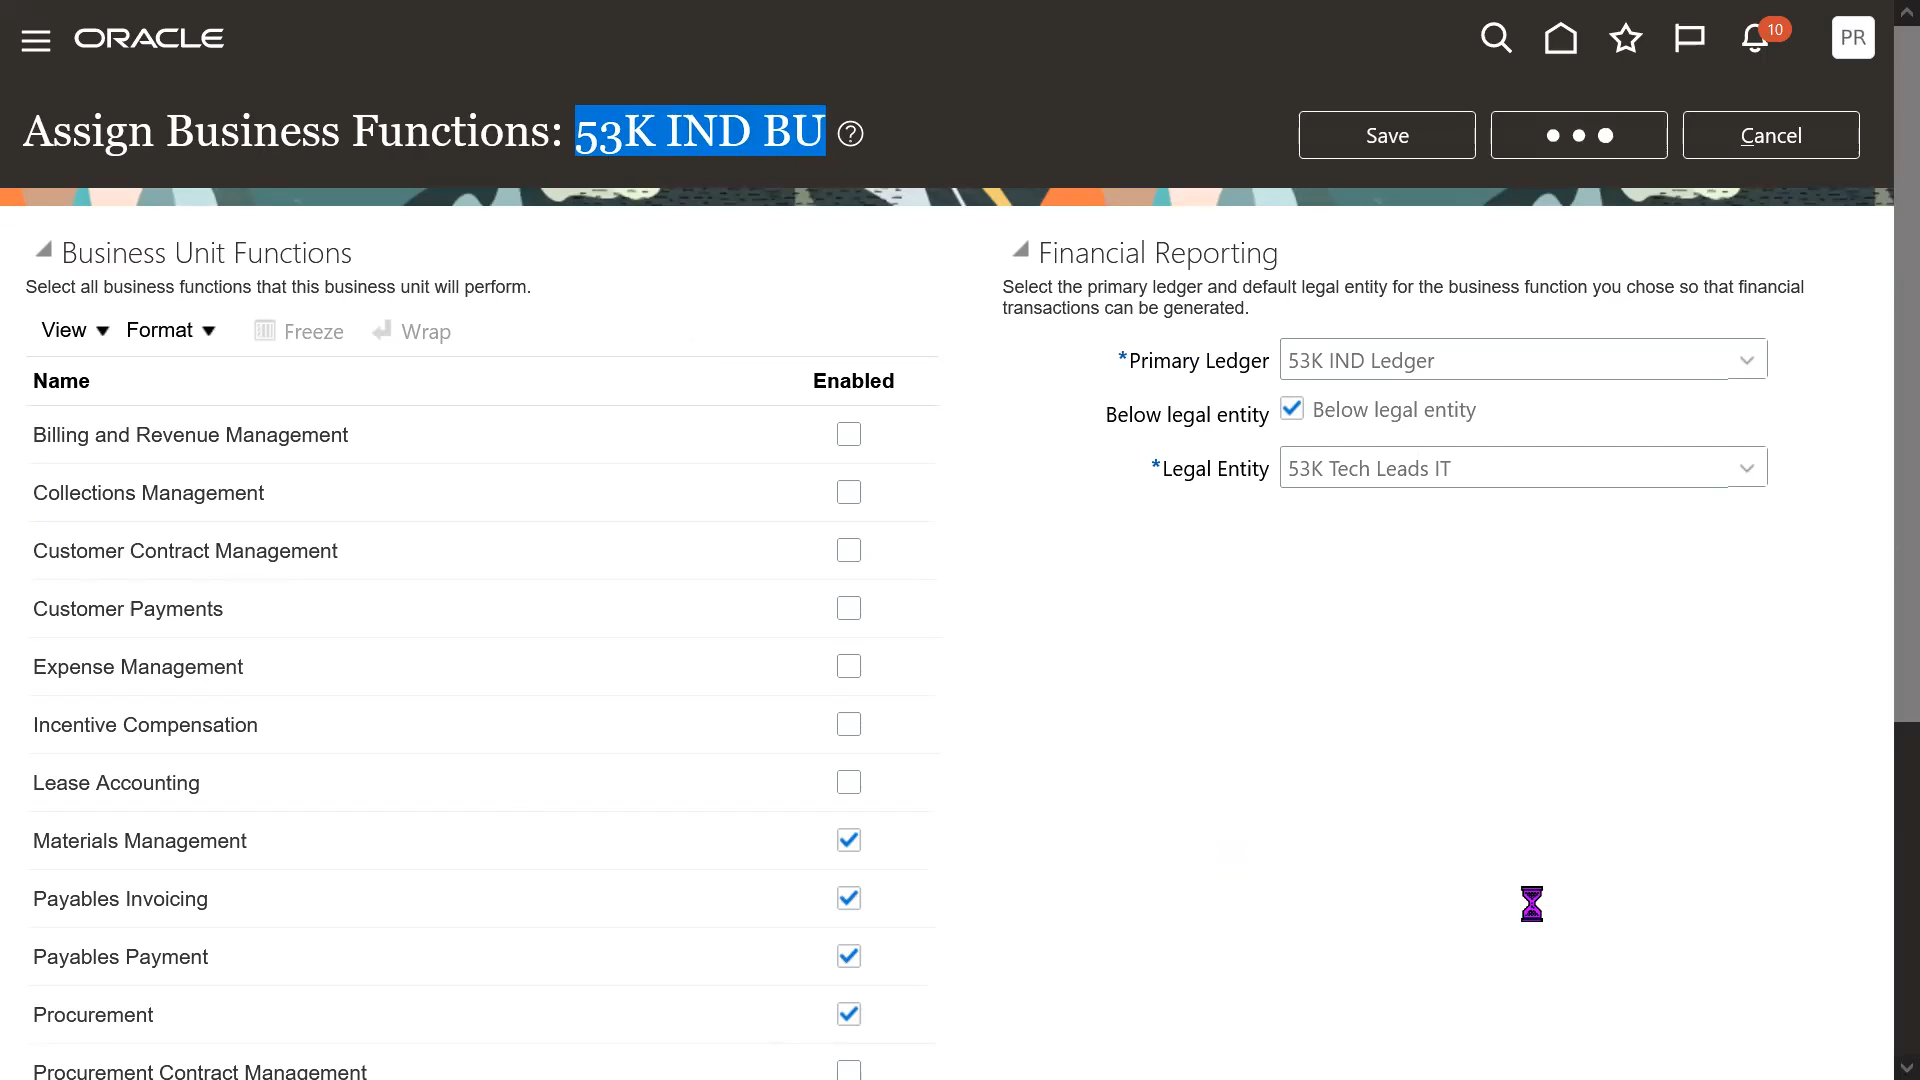 ORACLE
10
PR
Assign Business Functions: 53K IND BU
Save
Cancel
Business Unit Functions
Select all business functions that this business unit will perform.
View
Format
Freeze
Wrap
Name
Enabled
Billing and Revenue Management
Collections Management
Customer Contract Management
Customer Payments
Expense Management
Incentive Compensation
Lease Accounting
Materials Management
Payables Invoicing
Payables Payment
Procurement
Procurement Contract Management
Financial Reporting
Select the primary ledger and default legal entity for the business function you chose so that financial
transactions can be generated.
*Primary Ledger
53K IND Ledger
Below legal entity
Below legal entity
*Legal Entity
53K Tech Leads IT